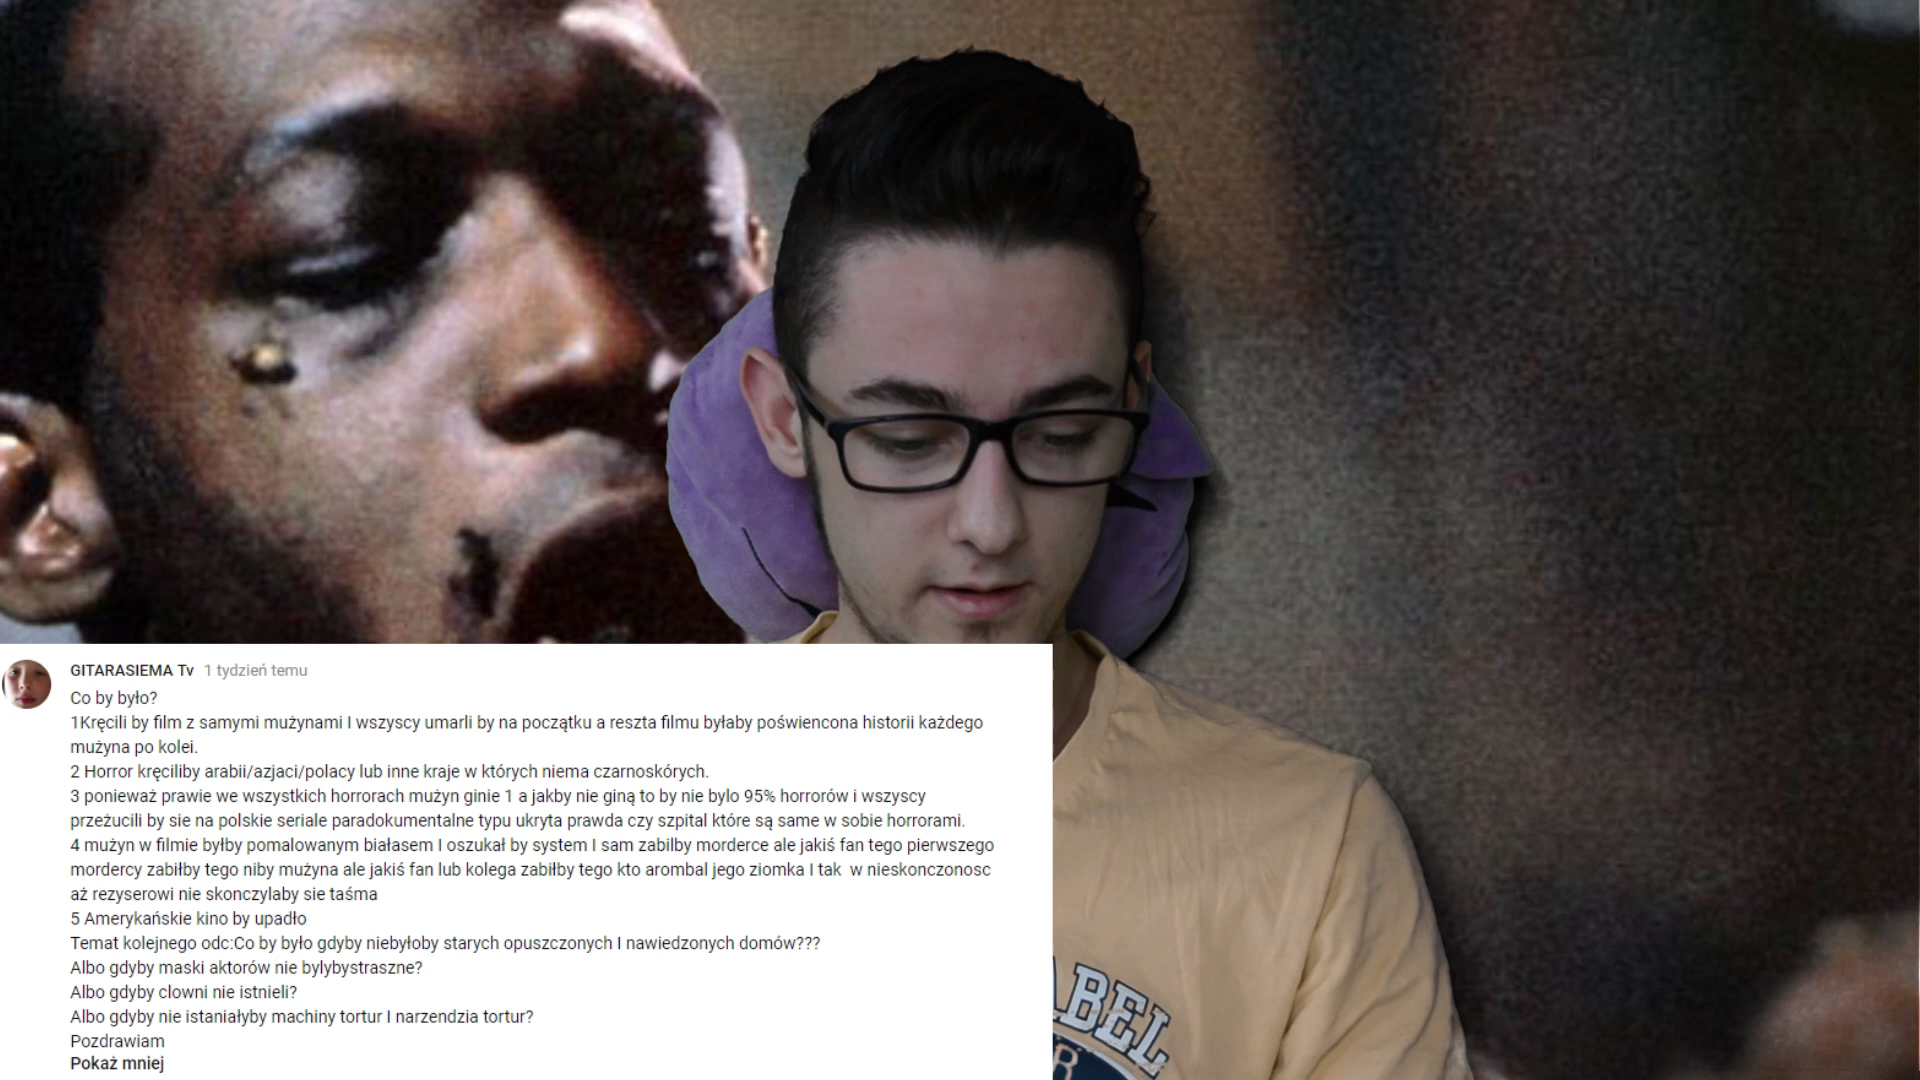 GITARASIEMA Tv 1 tydzień temu
Co by było?
1Kręcili by film z samymi mużynami I wszyscy umarli by na początku a reszta filmu byłaby poświencona historii każdego
mużyna po kolei.
2 Horror kręciliby arabii/azjaci/polacy lub inne kraje w których niema czarnoskórych.
3 ponieważ prawie we wszystkich horrorach mużyn ginie 1 a jakby nie giną to by nie bylo 95% horrorów i wszyscy
przeżucili by sie na polskie seriale paradokumentalne typu ukryta prawda czy szpital które są same w sobie horrorami.
4 mużyn w filmie byłby pomalowanym białasem I oszukał by system I sam zabilby morderce ale jakiś fan tego pierwszego
mordercy zabiłby tego niby mużyna ale jakiś fan lub kolega zabiłby tego kto arombal jego ziomka I tak w nieskonczonosc
aż rezyserowi nie skonczylaby sie taśma
5 Amerykańskie kino by upadło
Temat kolejnego odc:Co by było gdyby niebyłoby starych opuszczonych I nawiedzonych domów???
Albo gdyby maski aktorów nie bylybystraszne?
Albo gdyby clowni nie istnieli?
Albo gdyby nie istaniałyby machiny tortur I narzendzia tortur?
Pozdrawiam
Pokaż mniej
ABEL
R